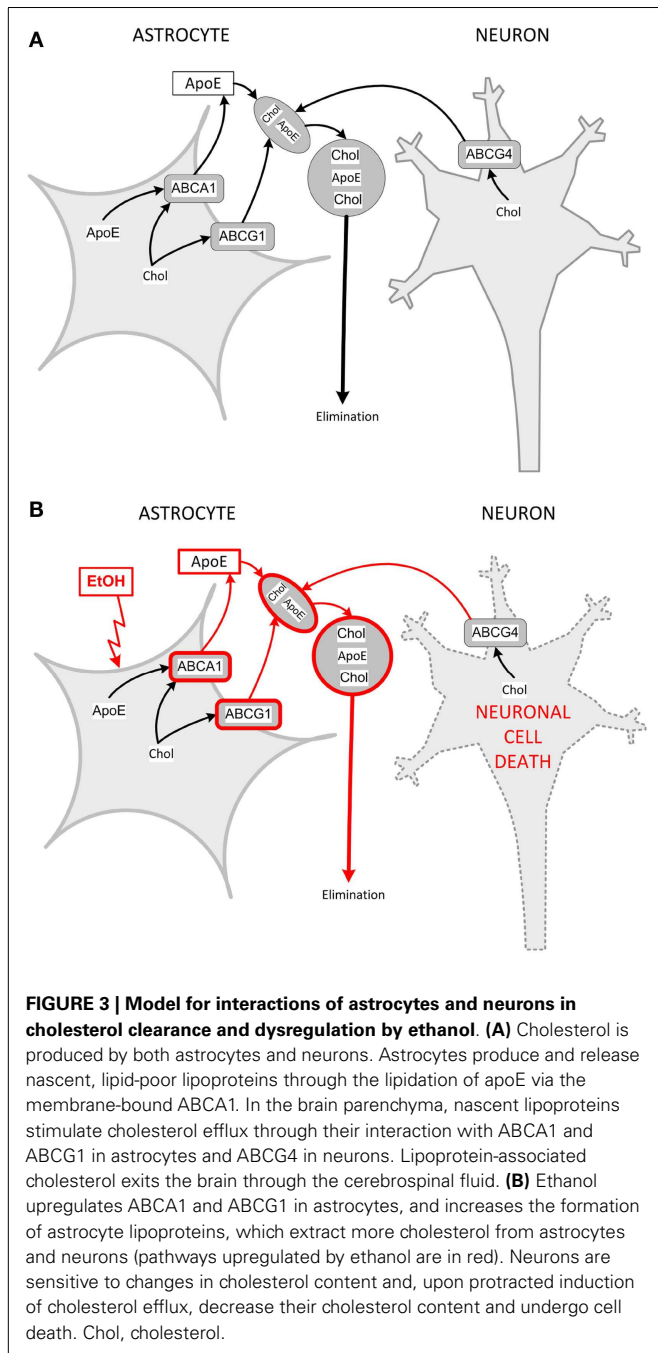 A
ASTROCYTE
NEURON
ApoE
Chol
ApoE
Chol
ApoE
Chol
ABCA1
ABCG1
ApoE
Chol
ABCG4
Chol
Elimination
B
ASTROCYTE
NEURON
EtOH
ApoE
Chol
ApoE
Chol
ApoE
Chol
ABCA1
ABCG1
ApoE
Chol
ABCG4
Chol
NEURONAL
CELL
DEATH
Elimination
FIGURE 3 | Model for interactions of astrocytes and neurons in
cholesterol clearance and dysregulation by ethanol. (A) Cholesterol is
produced by both astrocytes and neurons. Astrocytes produce and release
nascent, lipid-poor lipoproteins through the lipidation of apoE via the
membrane-bound ABCA1. In the brain parenchyma, nascent lipoproteins
stimulate cholesterol efflux through their interaction with ABCA1 and
ABCG1 in astrocytes and ABCG4 in neurons. Lipoprotein-associated
cholesterol exits the brain through the cerebrospinal fluid. (B) Ethanol
upregulates ABCA1 and ABCG1 in astrocytes, and increases the formation
of astrocyte lipoproteins, which extract more cholesterol from astrocytes
and neurons (pathways upregulated by ethanol are in red). Neurons are
sensitive to changes in cholesterol content and, upon protracted induction
of cholesterol efflux, decrease their cholesterol content and undergo cell
death. Chol, cholesterol.